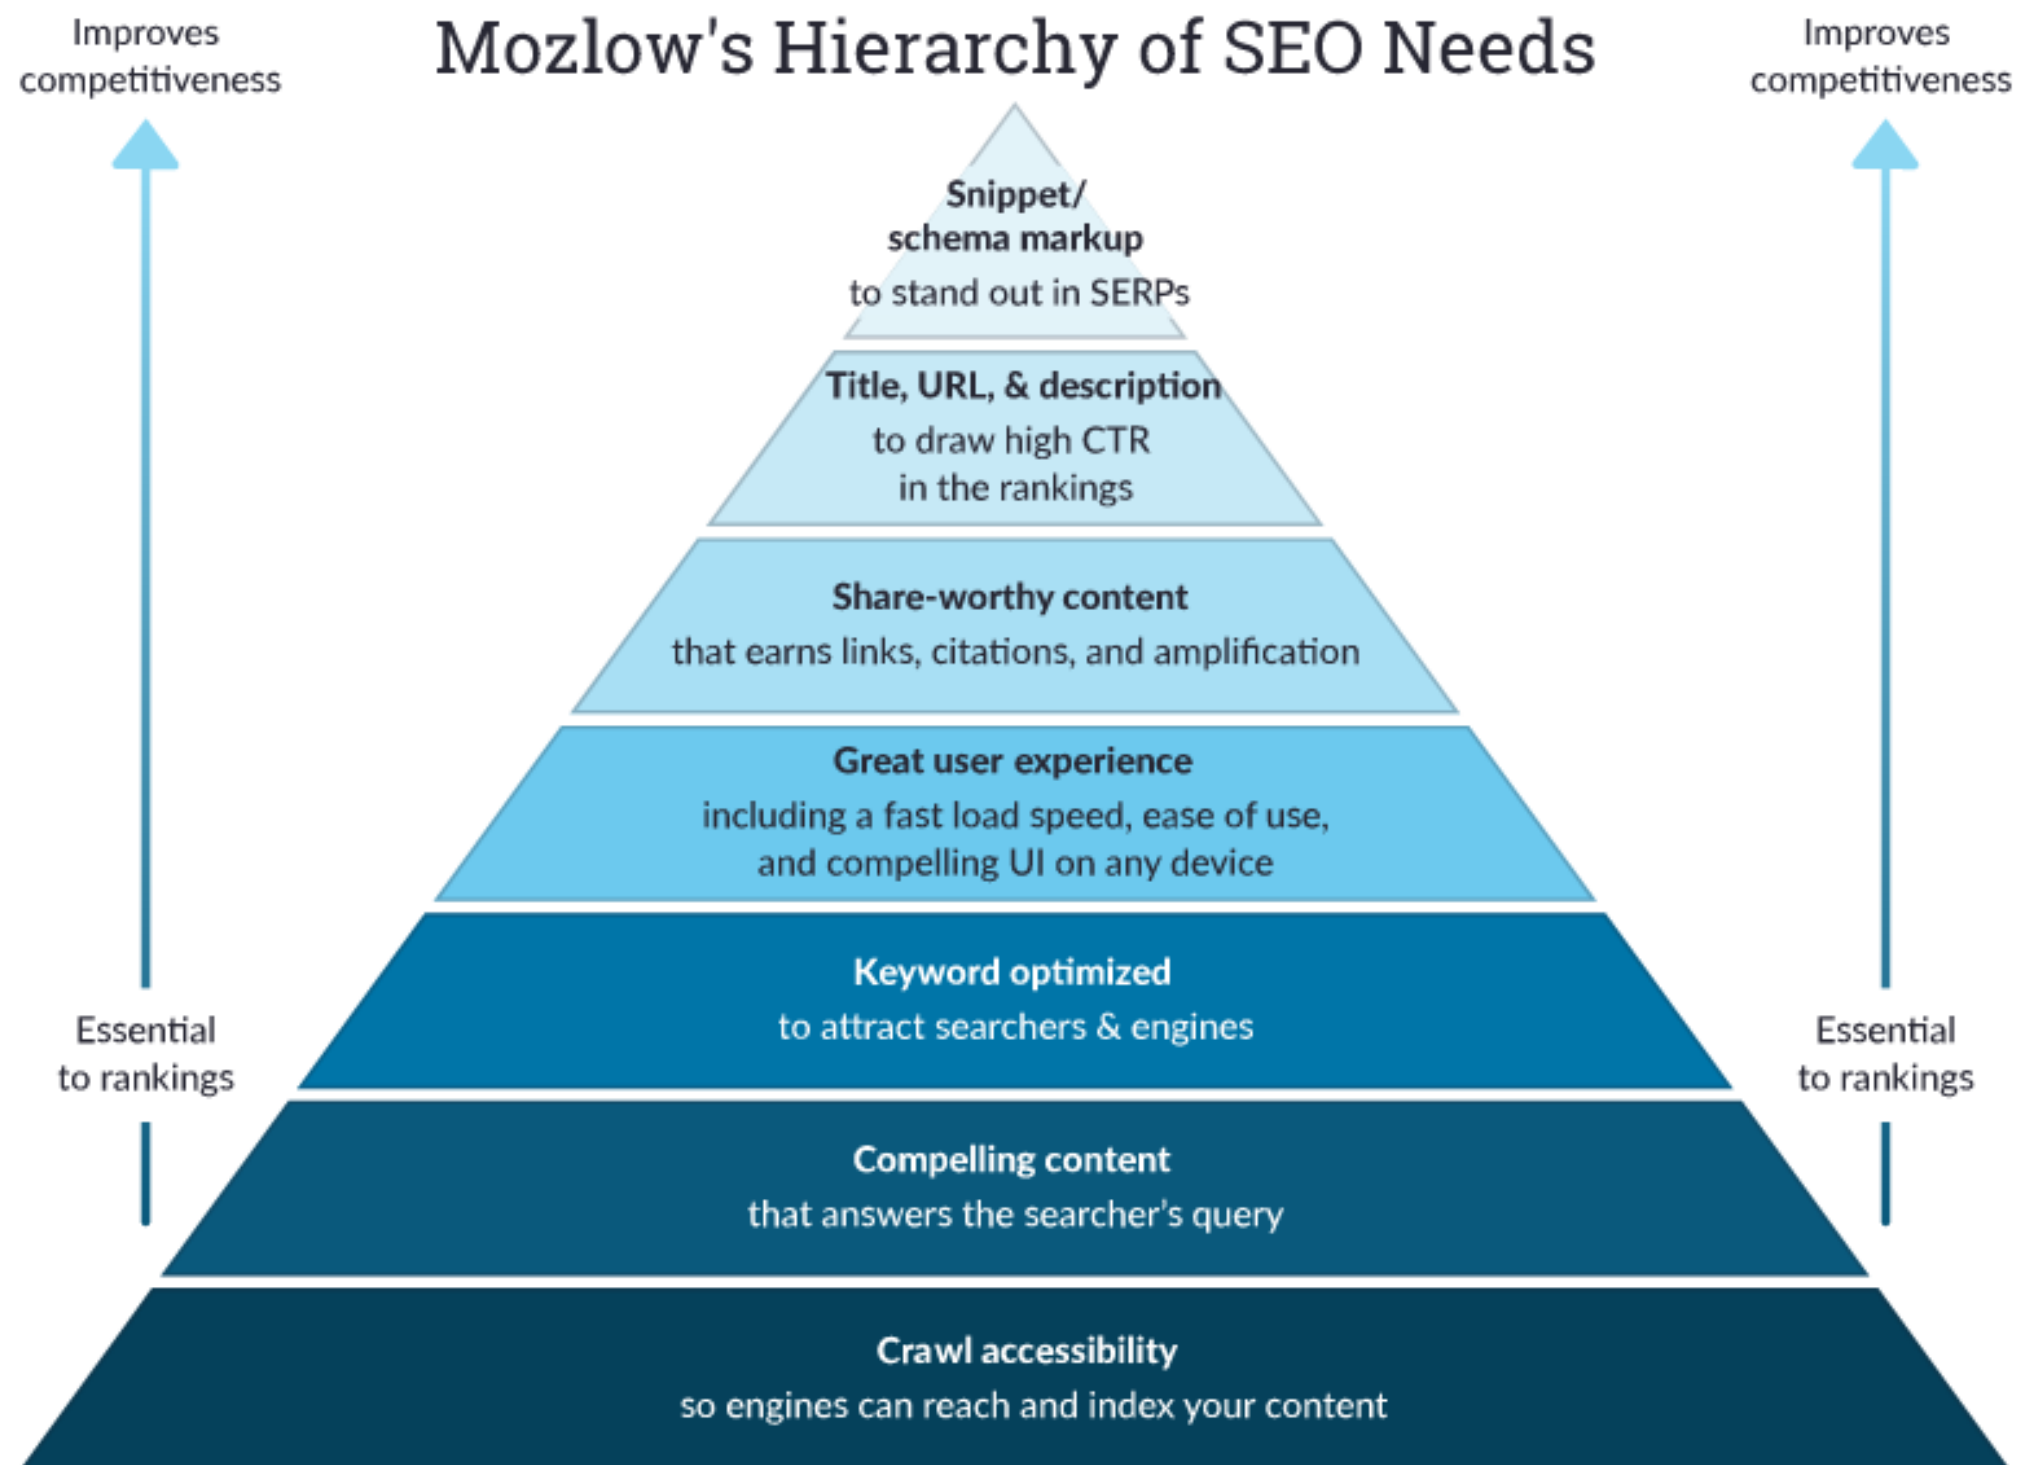 Mozlow's Hierarchy of SEO Needs
Improves
competitiveness
Improves
competitiveness
Snippet/
schema markup
to stand out in SERPs
Title, URL, & description
to draw high CTR
in the rankings
Share-worthy content
that earns links, citations, and amplification
Great user experience
including a fast load speed, ease of use,
and compelling UI on any device
Keyword optimized
to attract searchers & engines
Essential
to rankings
Essential
to rankings
Compelling content
that answers the searcher’s query
Crawl accessibility
so engines can reach and index your content